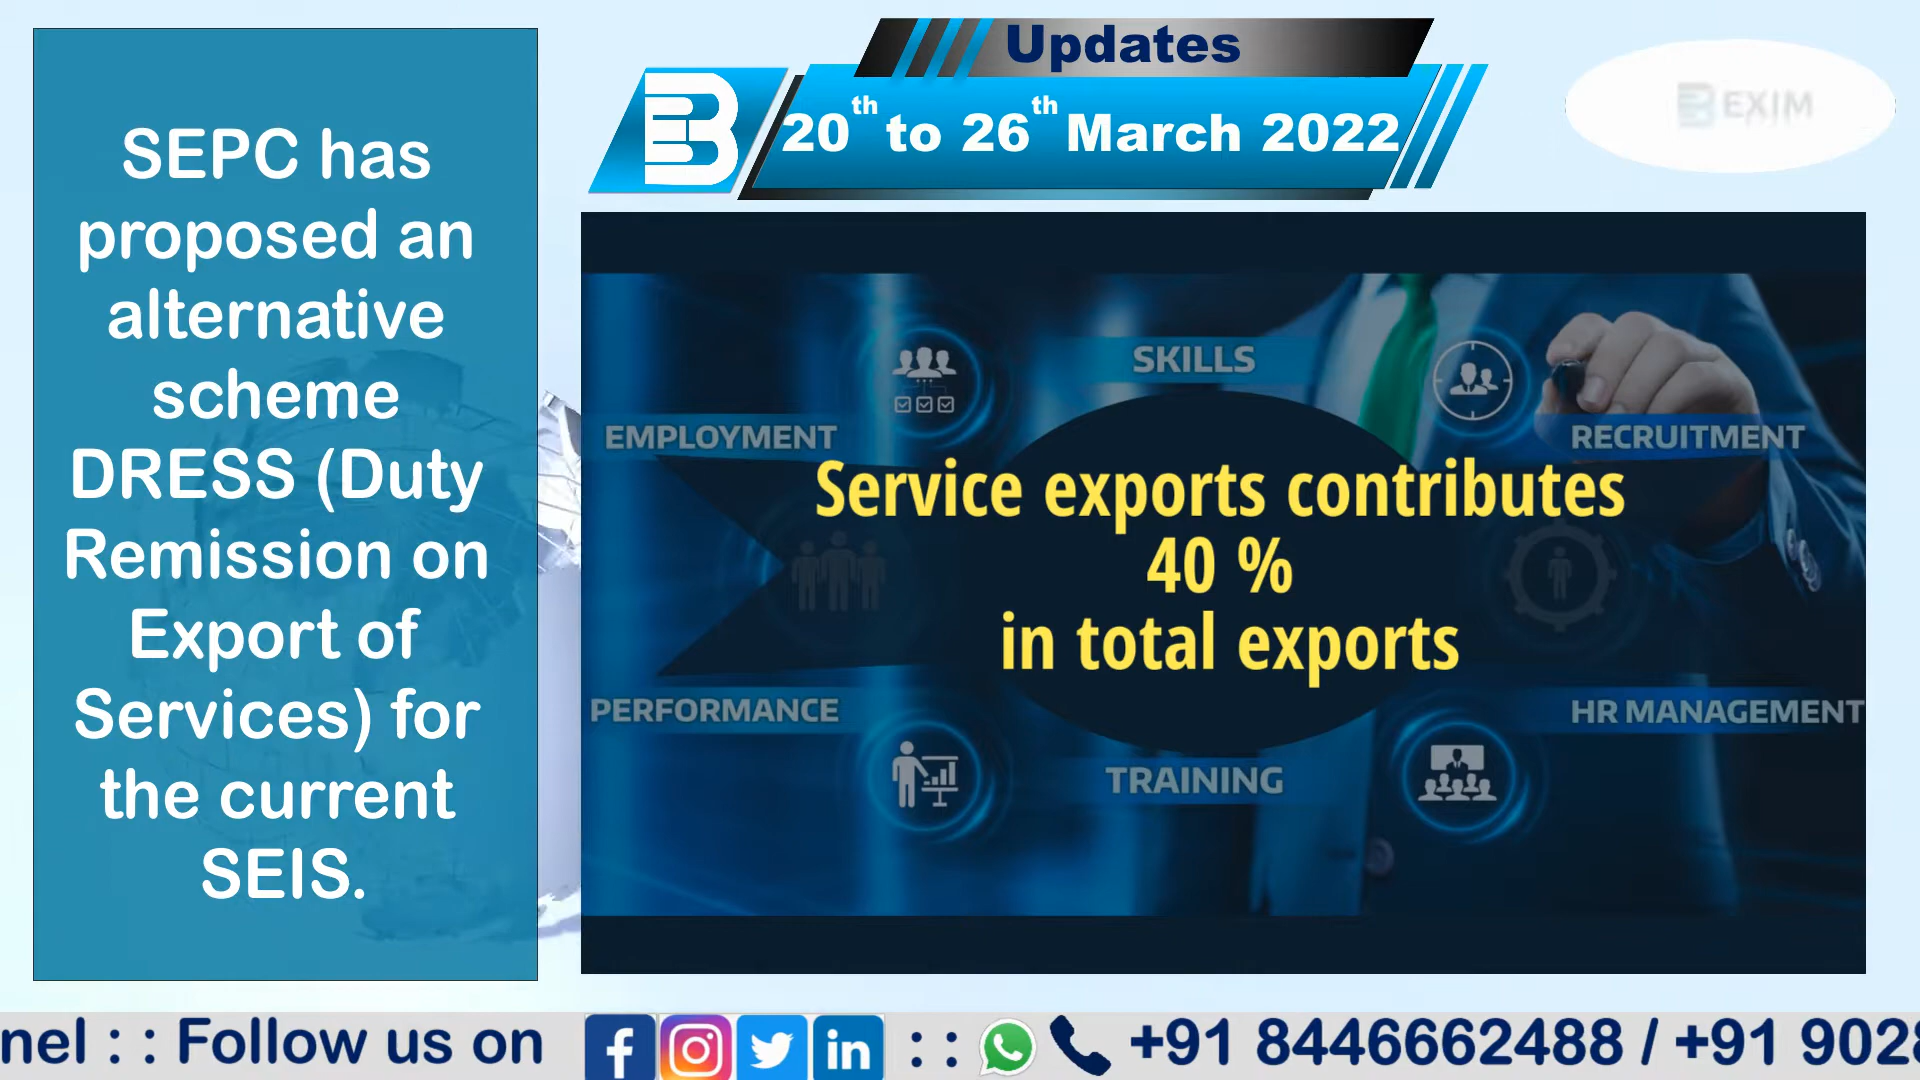 SEPC has
proposed an
alternative
scheme
DRESS (Duty
Remission on
Export of
Services) for
the current
SEIS.
Updates
20th to 26th March 2022
EXIM
SKILLS
EMPLOYMENT
RECRUITMENT
Service exports contributes
40 %
in total exports
PERFORMANCE
HR MANAGEMENT
TRAINING
nel : : Follow us on : : +91 8446662488 / +91 902